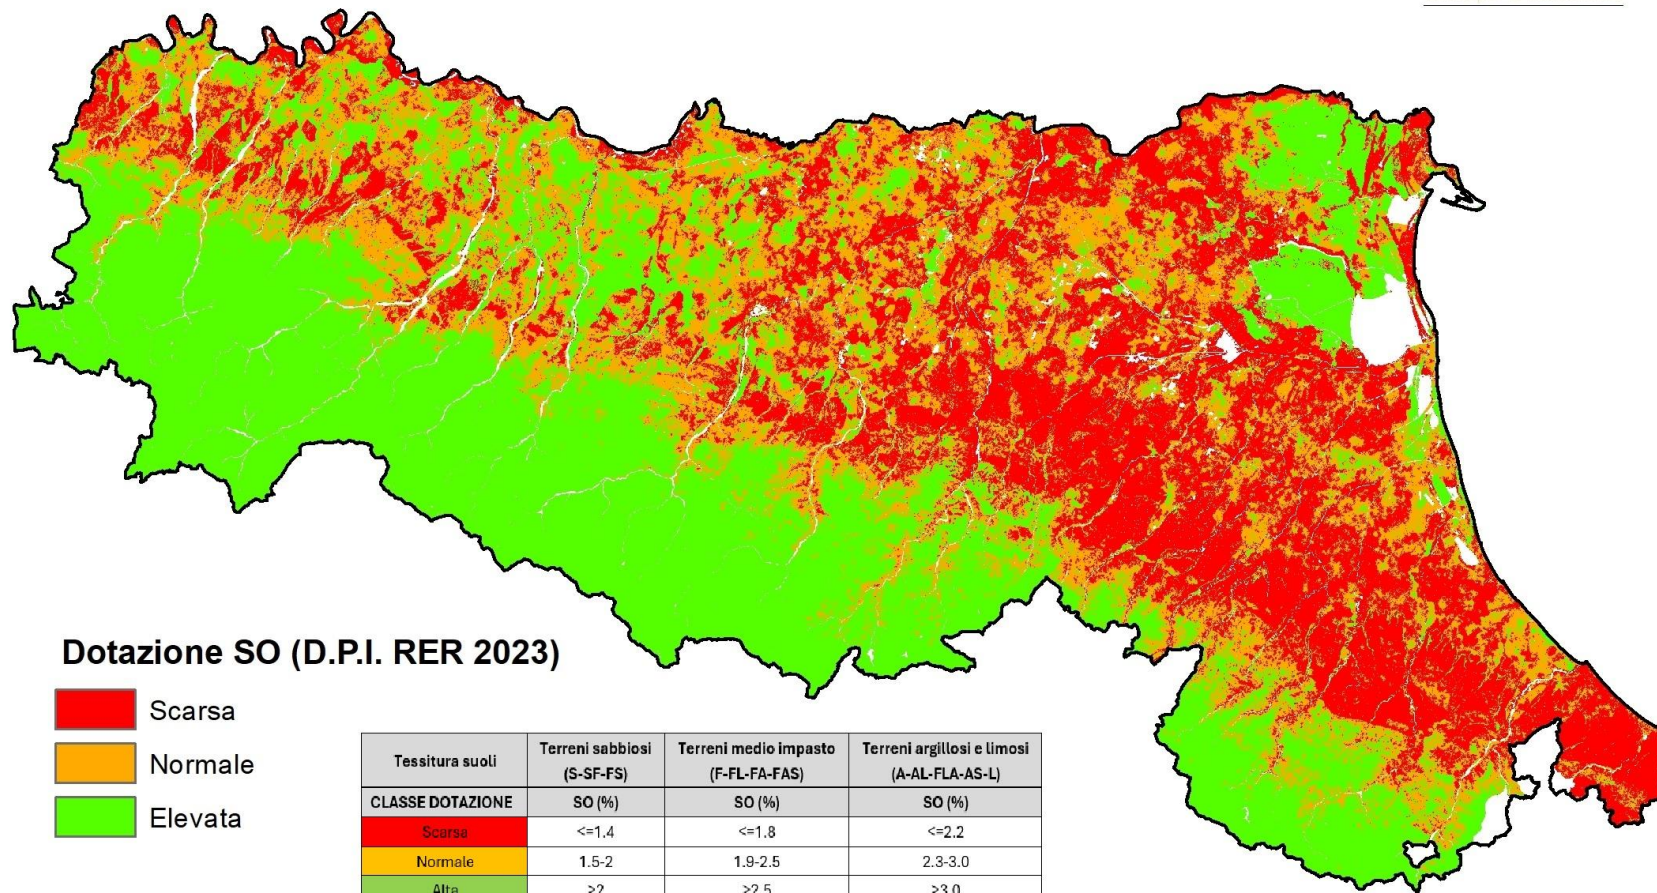 Dotazione SO (D.P.I. RER 2023)
Scarsa
Normale
Elevata
Tessitura suoli Terreni sabbiosi (S-SF-FS) Terreni medio impasto (F-FL-FA-FAS) Terreni argillosi e limosi (A-AL-FLA-AS-L)
CLASSE DOTAZIONE SO (%) SO (%) SO (%)
Scarsa <=1.4 <=1.8 <=2.2
Normale 1.5-2 1.9-2.5 2.3-3.0
Alta >2 >2.5 >3.0